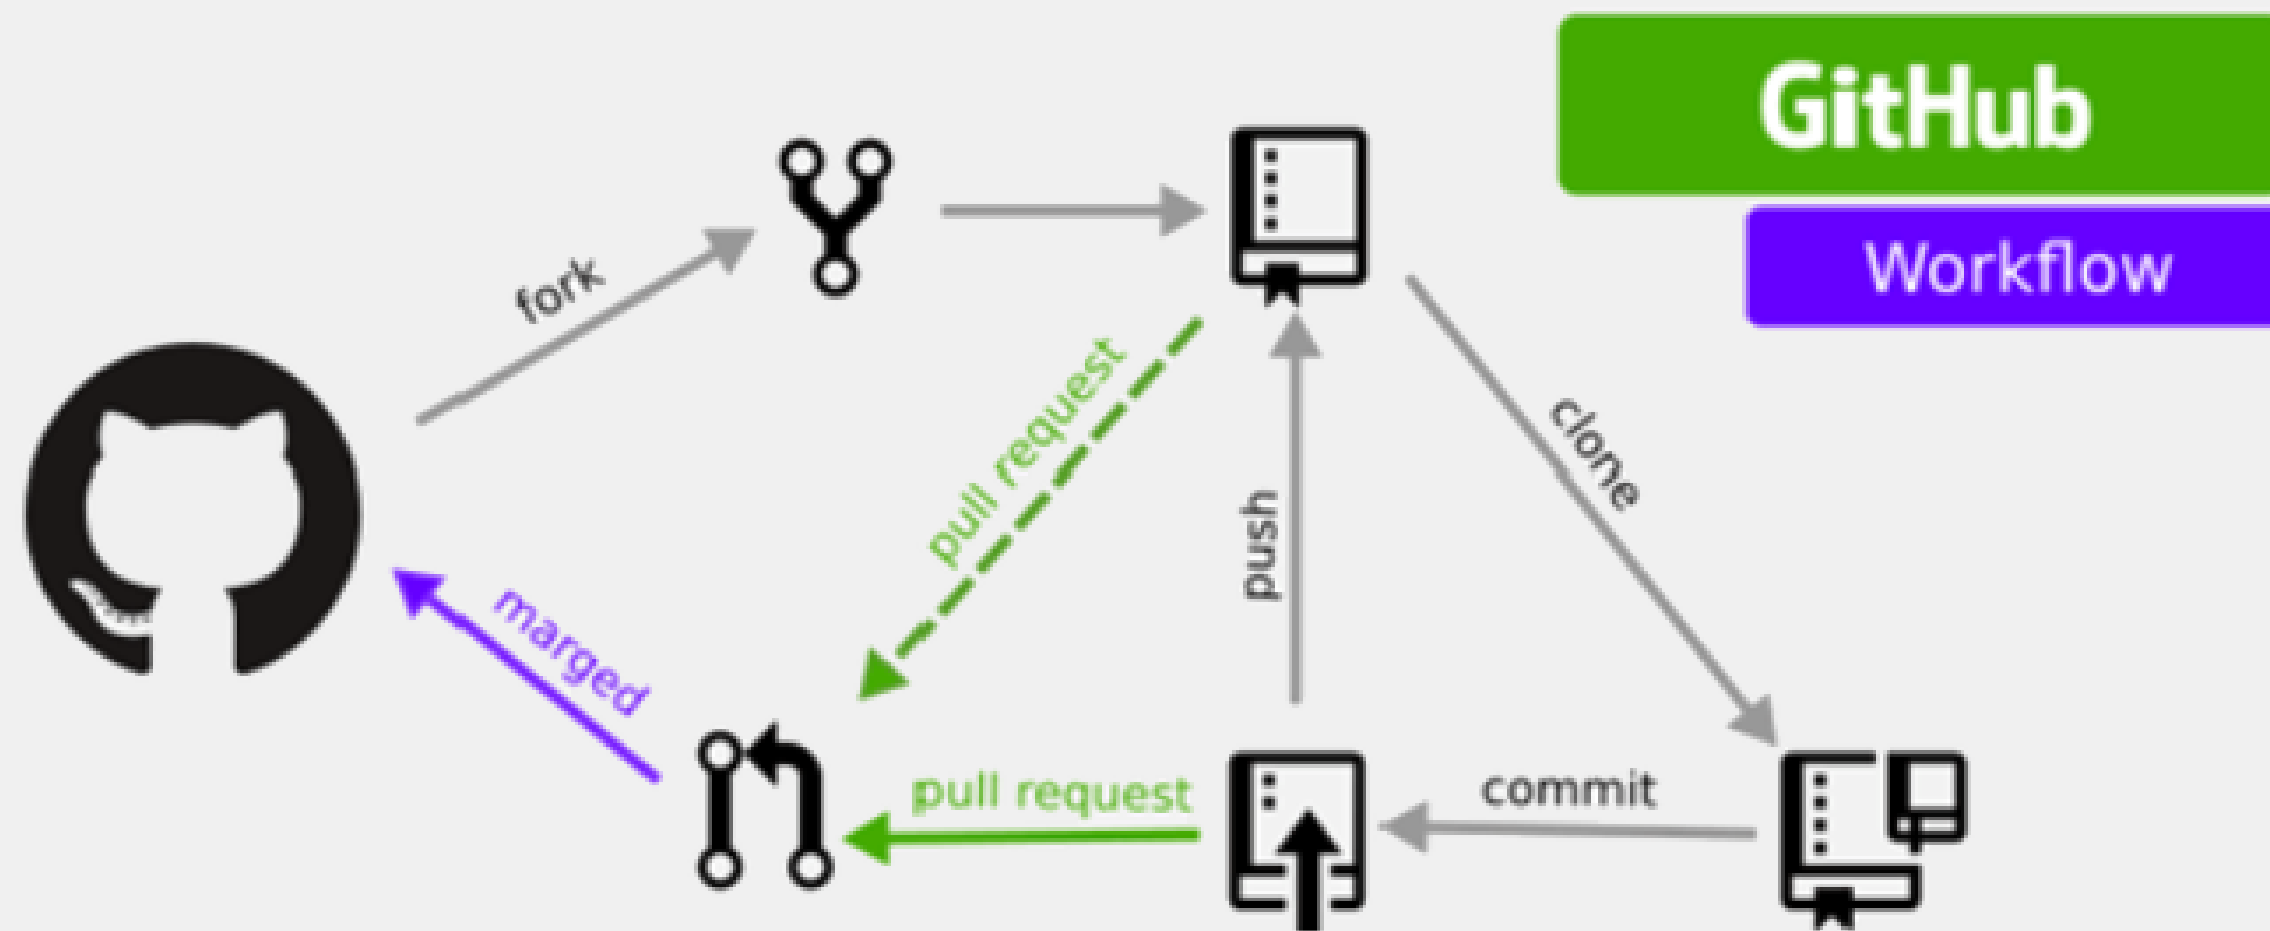 GitHub
Workflow
fork
pull request
push
clone
marged
pull request
commit